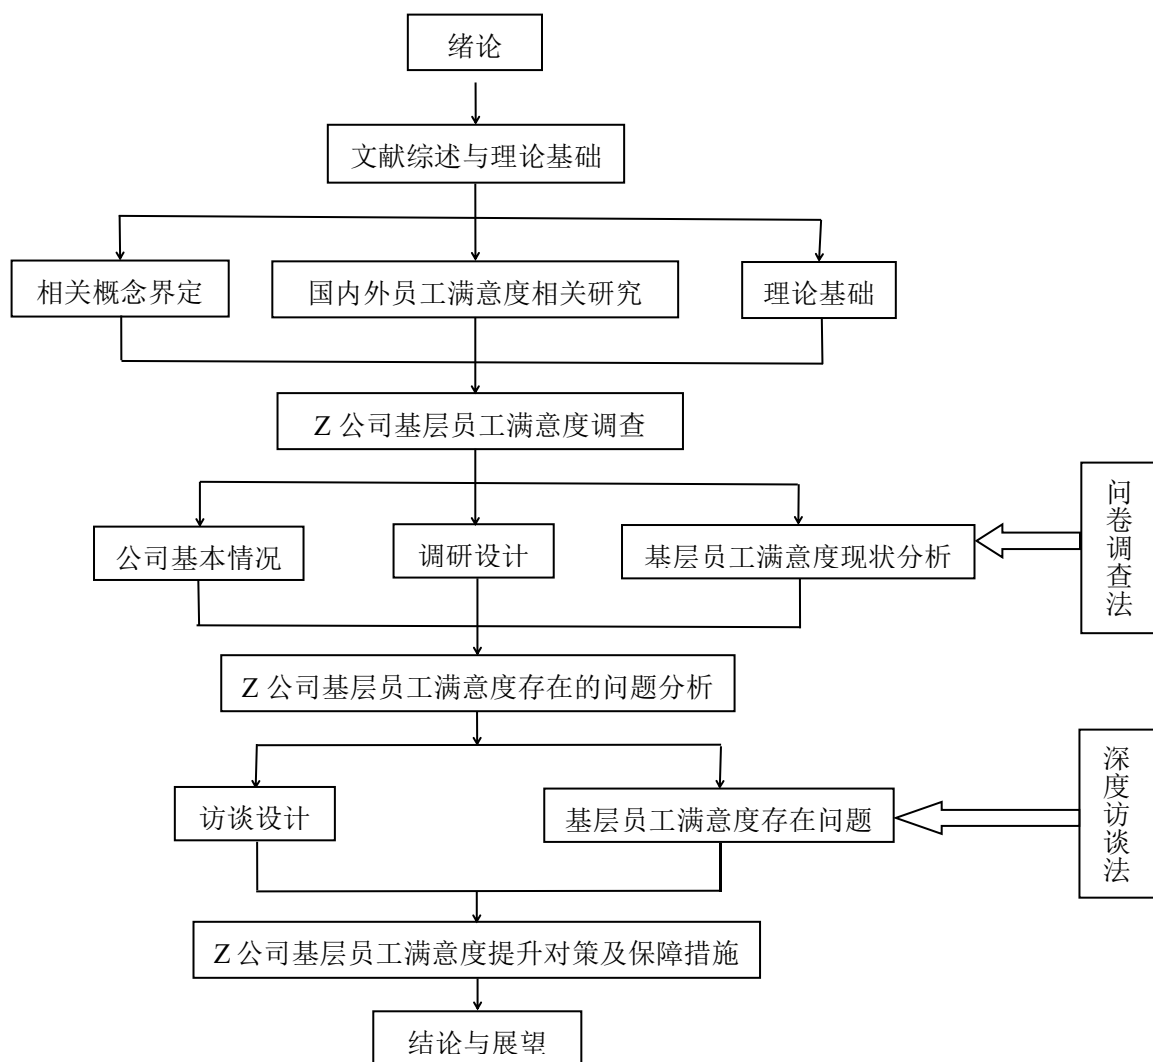 绪论
文献综述与理论基础
相关概念界定
国内外员工满意度相关研究
理论基础
Z 公司基层员工满意度调查
公司基本情况
调研设计
基层员工满意度现状分析
问卷调查法
Z 公司基层员工满意度存在的问题分析
访谈设计
基层员工满意度存在问题
深度访谈法
Z 公司基层员工满意度提升对策及保障措施
结论与展望